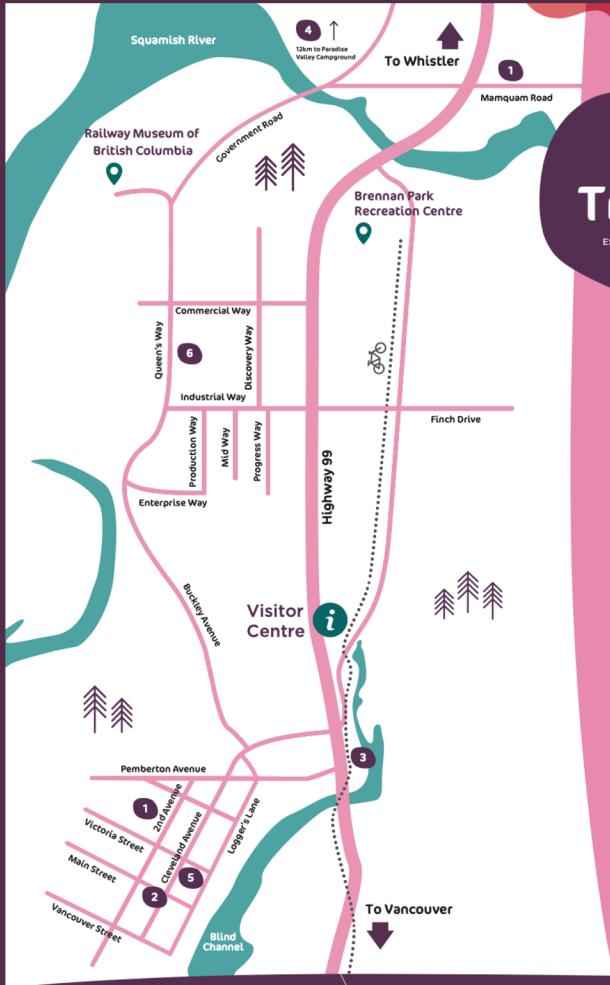 4
12km to Paradise
Valley Campground
To Whistler
Squamish River
1
Mamquam Road
Government Road
Railway Museum of
British Columbia
Brennan Park
Recreation Centre
Commercial Way
Queen's Way
6
Discovery Way
Industrial Way
Finch Drive
Production Way
Mid Way
Progress Way
Highway 99
Enterprise Way
Buckley Avenue
Visitor
Centre
i
3
Pemberton Avenue
1
2nd Avenue
Cleveland Avenue
Logger's Lane
Victoria Street
Main Street
5
2
Vancouver Street
Blind
Channel
To Vancouver